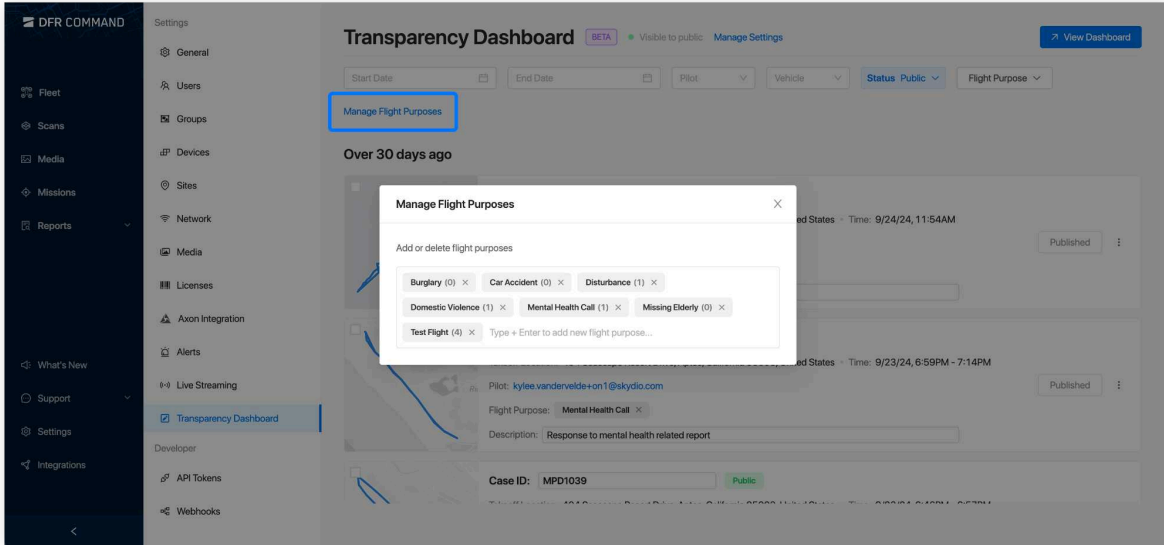 DFR COMMAND
Fleet
Scans
Media
Missions
Reports
What's New
Support
Settings
Integrations
Settings
General
Users
Groups
Devices
Sites
Network
Media
Licenses
Axon Integration
Alerts
Live Streaming
Transparency Dashboard
Developer
API Tokens
Webhooks
Transparency Dashboard BETA Visible to public Manage Settings View Dashboard
Start Date End Date Pilot Vehicle Status Public Flight Purpose
Manage Flight Purposes
Over 30 days ago
Manage Flight Purposes
Add or delete flight purposes
Burglary (0) Car Accident (0) Disturbance (1)
Domestic Violence (1) Mental Health Call (1) Missing Elderly (0)
Test Flight (4) Type + Enter to add new flight purpose...
States Time: 9/24/24, 11:54AM
Published
States Time: 9/23/24, 6:59PM - 7:14PM
Pilot: kylee.vandervelde+on1@skydio.com
Published
Flight Purpose: Mental Health Call
Description: Response to mental health related report
Case ID: MPD1039 Public